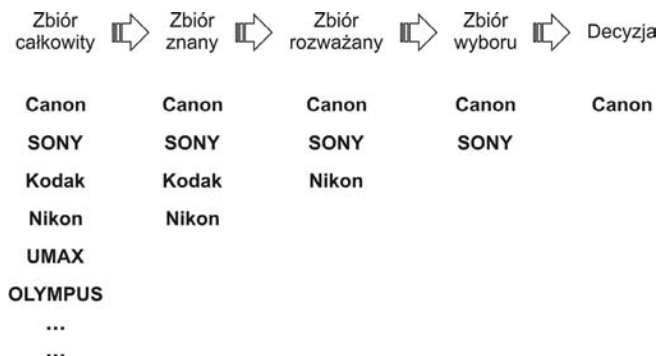 Zbiór Zbiór Zbiór Zbiór
całkowity znany rozważany wyboru Decyzja
Canon Canon Canon Canon Canon
SONY SONY SONY SONY
Kodak Kodak Nikon
Nikon Nikon
UMAX
OLYMPUS
...
...